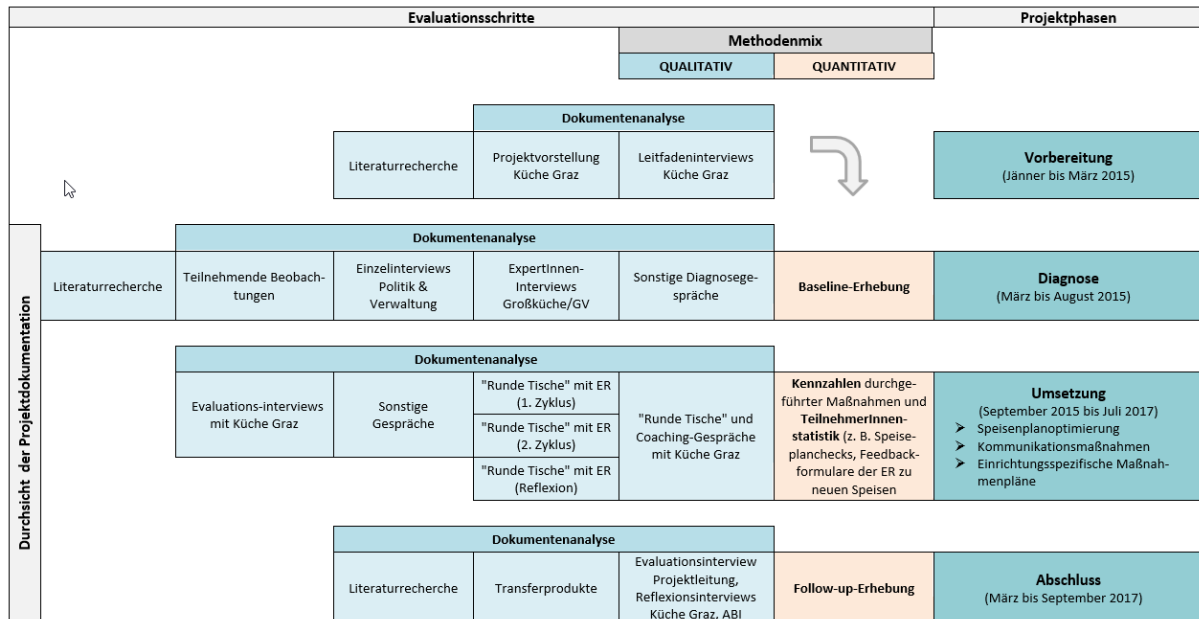 Evaluationsschritte
Projektphasen
Methodenmix
QUALITATIV
QUANTITATIV
Dokumentenanalyse
Literaturrecherche
Projektvorstellung
Küche Graz
Leitfadeninterviews
Küche Graz
Vorbereitung
(Jänner bis März 2015)
Durchsicht der Projektdokumentation
Dokumentenanalyse
Literaturrecherche
Teilnehmende Beobach-
tungen
Einzelinterviews
Politik &
Verwaltung
ExpertInnen-
Interviews
Großküche/GV
Sonstige Diagnosege-
spräche
Baseline-Erhebung
Diagnose
(März bis August 2015)
Dokumentenanalyse
Evaluations-interviews
mit Küche Graz
Sonstige
Gespräche
"Runde Tische" mit ER
(1. Zyklus)
"Runde Tische" mit ER
(2. Zyklus)
"Runde Tische" mit ER
(Reflexion)
"Runde Tische" und
Coaching-Gespräche
mit Küche Graz
Kennzahlen durchge-
führter Maßnahmen und
TeilnehmerInnen-
statistik (z. B. Speise-
planchecks, Feedback-
formulare der ER zu
neuen Speisen
Umsetzung
(September 2015 bis Juli 2017)
➢ Speisenplanoptimierung
➢ Kommunikationsmaßnahmen
➢ Einrichtungsspezifische Maßnah-
menpläne
Dokumentenanalyse
Literaturrecherche
Transferprodukte
Evaluationsinterview
Projektleitung,
Reflexionsinterviews
Küche Graz, ABI
Follow-up-Erhebung
Abschluss
(März bis September 2017)